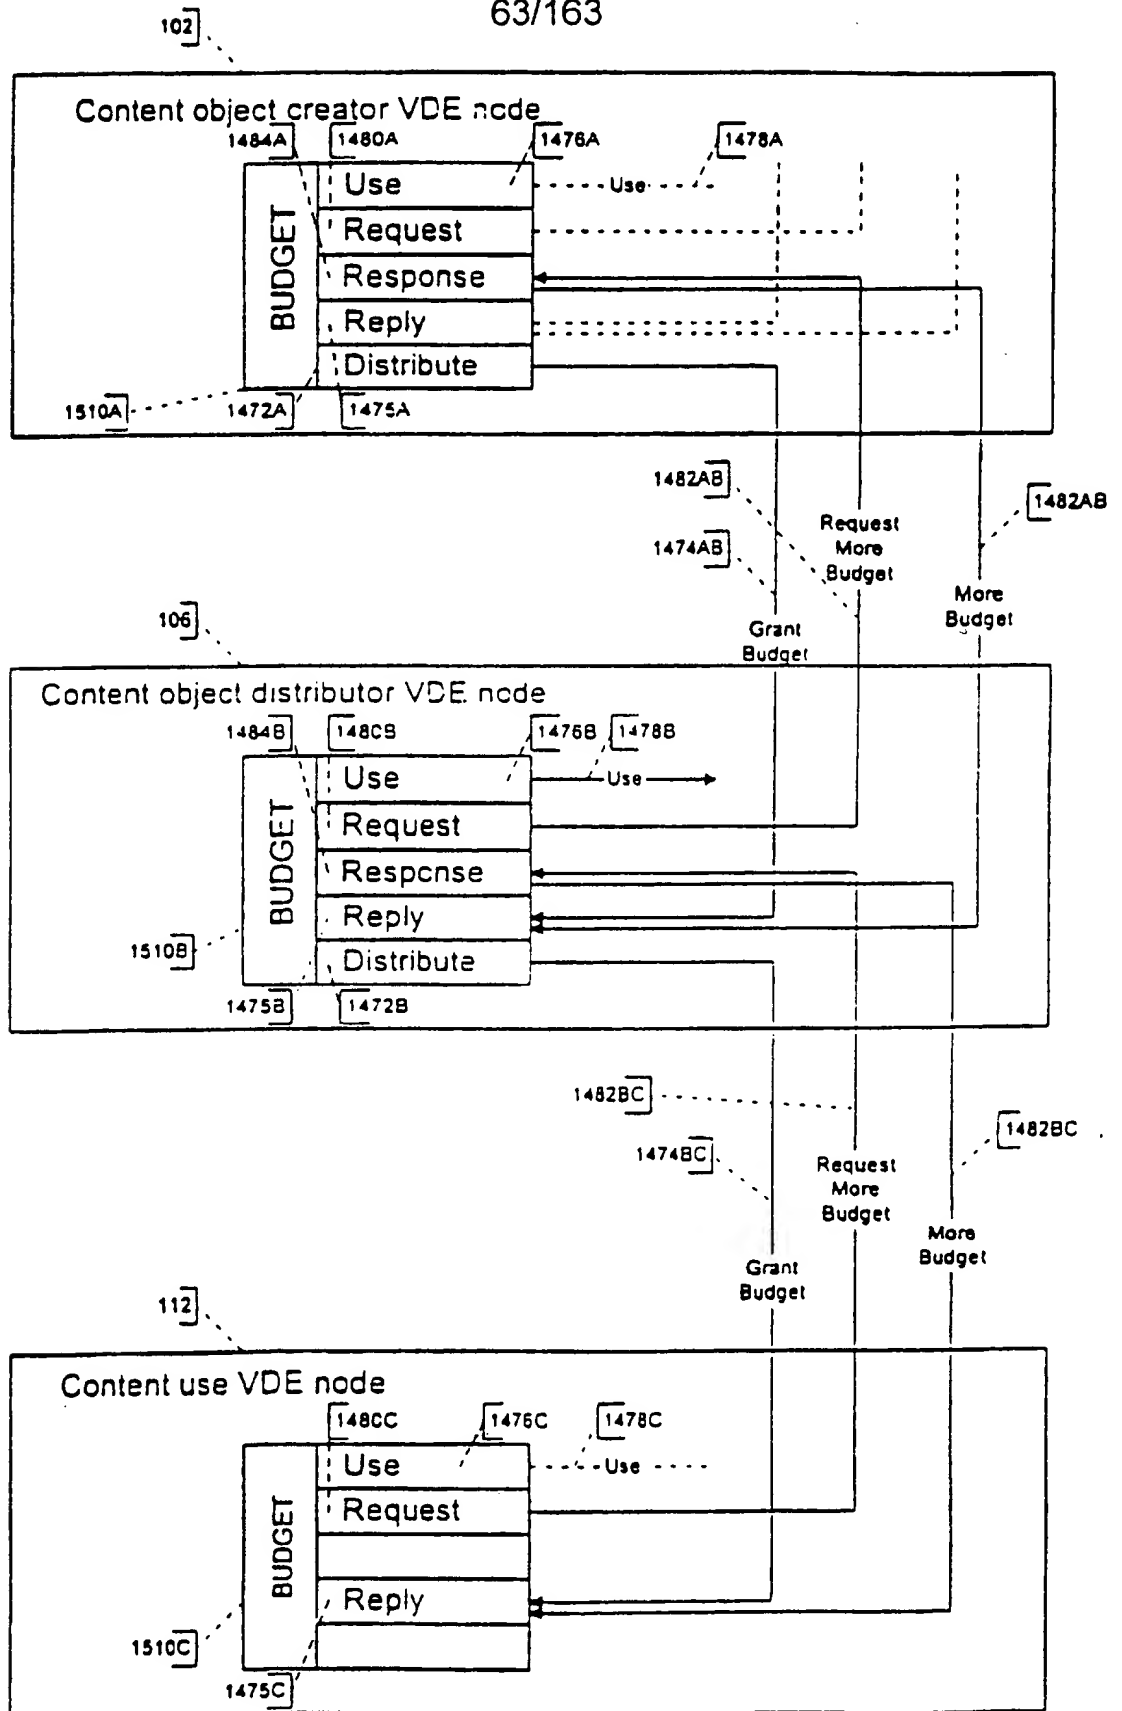 63/163
102
Content object creator VDE node
1484A
1480A
1476A
1478A
BUDGET
Use
Use
Request
Response
Reply
Distribute
1510A
1472A
1475A
1482AB
1482AB
1474AB
Request
More
Budget
More
Budget
Grant
Budget
106
Content object distributor VDE node
1484B
1480B
1476B
1478B
BUDGET
Use
Use
Request
Response
Reply
Distribute
1510B
1475B
1472B
1482BC
1482BC
1474BC
Request
More
Budget
More
Budget
Grant
Budget
112
Content use VDE node
1480C
1476C
1478C
BUDGET
Use
Use
Request
Reply
1510C
1475C